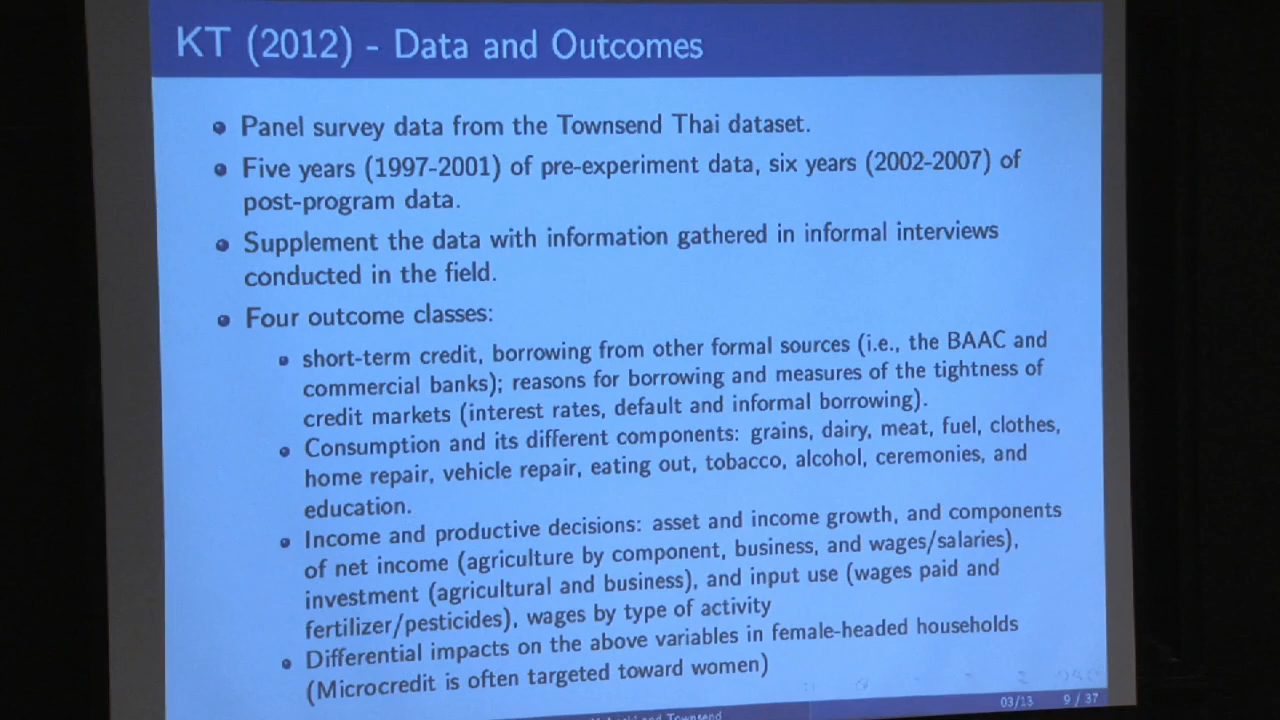 KT (2012) - Data and Outcomes
Panel survey data from the Townsend Thai dataset.
Five years (1997-2001) of pre-experiment data, six years (2002-2007) of
post-program data.
Supplement the data with information gathered in informal interviews
conducted in the field.
Four outcome classes:
short-term credit, borrowing from other formal sources (i.e., the BAAC and
commercial banks); reasons for borrowing and measures of the tightness of
credit markets (interest rates, default and informal borrowing).
Consumption and its different components: grains, dairy, meat, fuel, clothes,
home repair, vehicle repair, eating out, tobacco, alcohol, ceremonies, and
education.
Income and productive decisions: asset and income growth, and components
of net income (agriculture by component, business, and wages/salaries),
investment (agricultural and business), and input use (wages paid and
fertilizer/pesticides), wages by type of activity
Differential impacts on the above variables in female-headed households
(Microcredit is often targeted toward women)
and Townsend
03/13
9 / 37